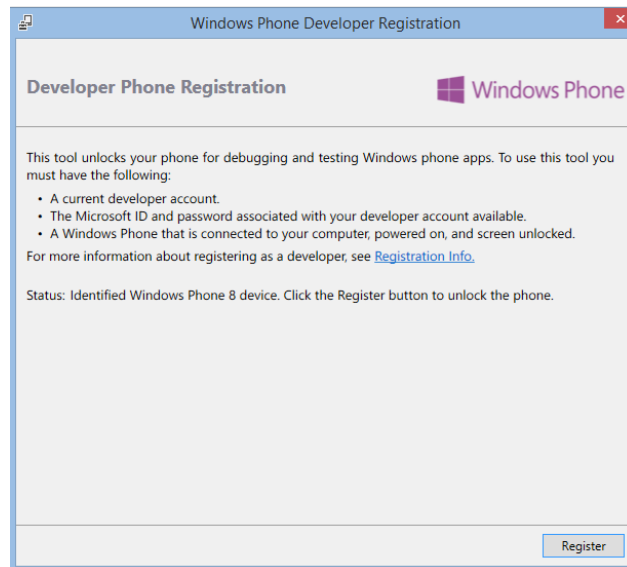 Windows Phone Developer Registration
Developer Phone Registration
Windows Phone
This tool unlocks your phone for debugging and testing Windows phone apps. To use this tool you
must have the following:
• A current developer account.
• The Microsoft ID and password associated with your developer account available.
• A Windows Phone that is connected to your computer, powered on, and screen unlocked.
For more information about registering as a developer, see Registration Info.
Status: Identified Windows Phone 8 device. Click the Register button to unlock the phone.
Register